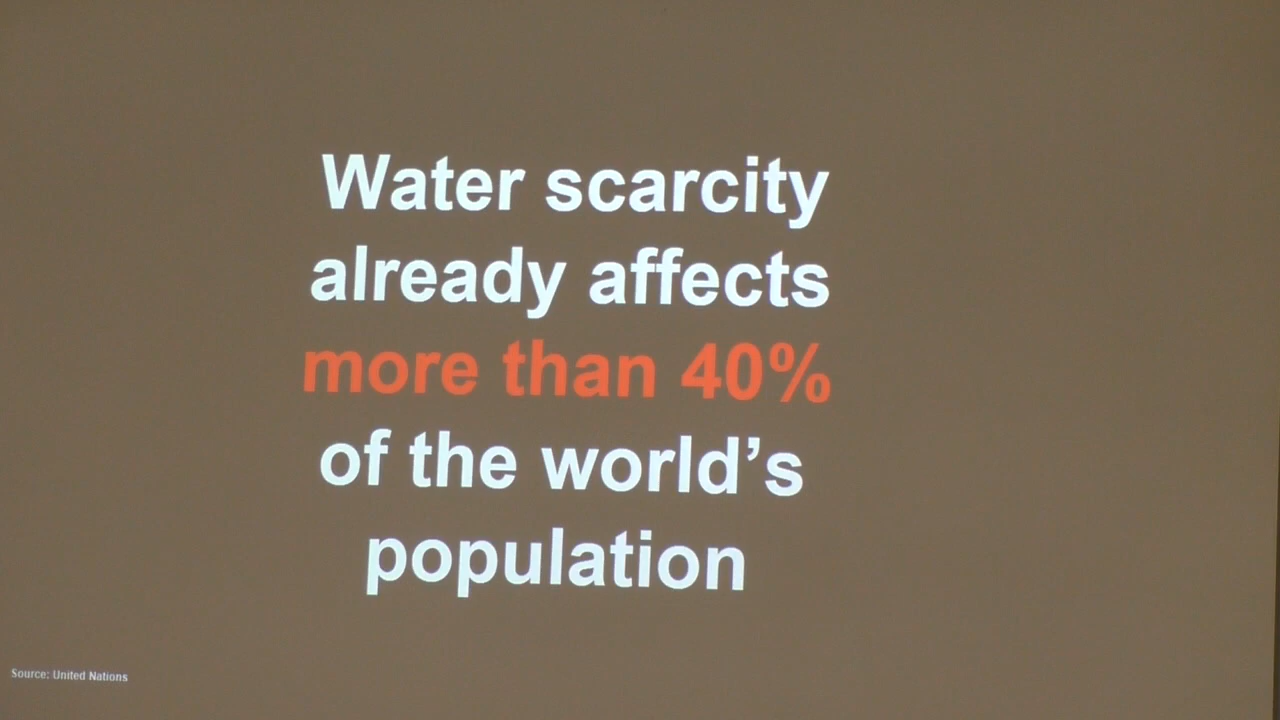 Water scarcity
already affects
more than 40%
of the world’s
population
Source: United Nations